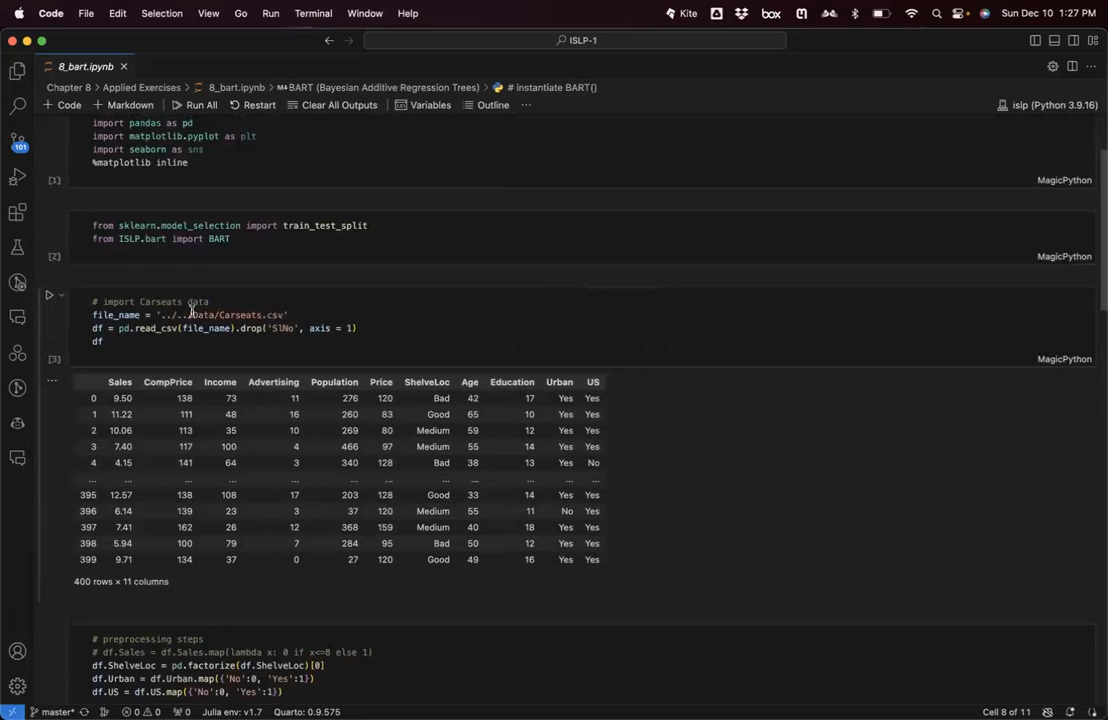 Code File Edit Selection View Go Run Terminal Window Help Kite box Sun Dec 10 1:27 PM
ISLP-1
8_bart.ipynb
Chapter 8 > Applied Exercises > 8_bart.ipynb > M↓BART (Bayesian Additive Regression Trees) > # instantiate BART()
+ Code + Markdown Run All Restart Clear All Outputs Variables Outline ... islp (Python 3.9.16)
import pandas as pd
import matplotlib.pyplot as plt
import seaborn as sns
%matplotlib inline
[1] MagicPython
from sklearn.model_selection import train_test_split
from ISLP.bart import BART
[2] MagicPython
# import Carseats data
file_name = '../../Data/Carseats.csv'
df = pd.read_csv(file_name).drop('SlNo', axis = 1)
df
[3] MagicPython
... Sales CompPrice Income Advertising Population Price ShelveLoc Age Education Urban US
0 9.50 138 73 11 276 120 Bad 42 17 Yes Yes
1 11.22 111 48 16 260 83 Good 65 10 Yes Yes
2 10.06 113 35 10 269 80 Medium 59 12 Yes Yes
3 7.40 117 100 4 466 97 Medium 55 14 Yes Yes
4 4.15 141 64 3 340 128 Bad 38 13 Yes No
... ... ... ... ... ... ... ... ... ... ... ...
395 12.57 138 108 17 203 128 Good 33 14 Yes Yes
396 6.14 139 23 3 37 120 Medium 55 11 No Yes
397 7.41 162 26 12 368 159 Medium 40 18 Yes Yes
398 5.94 100 79 7 284 95 Bad 50 12 Yes Yes
399 9.71 134 37 0 27 120 Good 49 16 Yes Yes
400 rows × 11 columns
# preprocessing steps
# df.Sales = df.Sales.map(lambda x: 0 if x<=8 else 1)
df.ShelveLoc = pd.factorize(df.ShelveLoc)[0]
df.Urban = df.Urban.map({'No':0, 'Yes':1})
df.US = df.US.map({'No':0, 'Yes':1})
101
master* 0 0 0 Julia env: v1.7 Quarto: 0.9.575 Cell 8 of 11